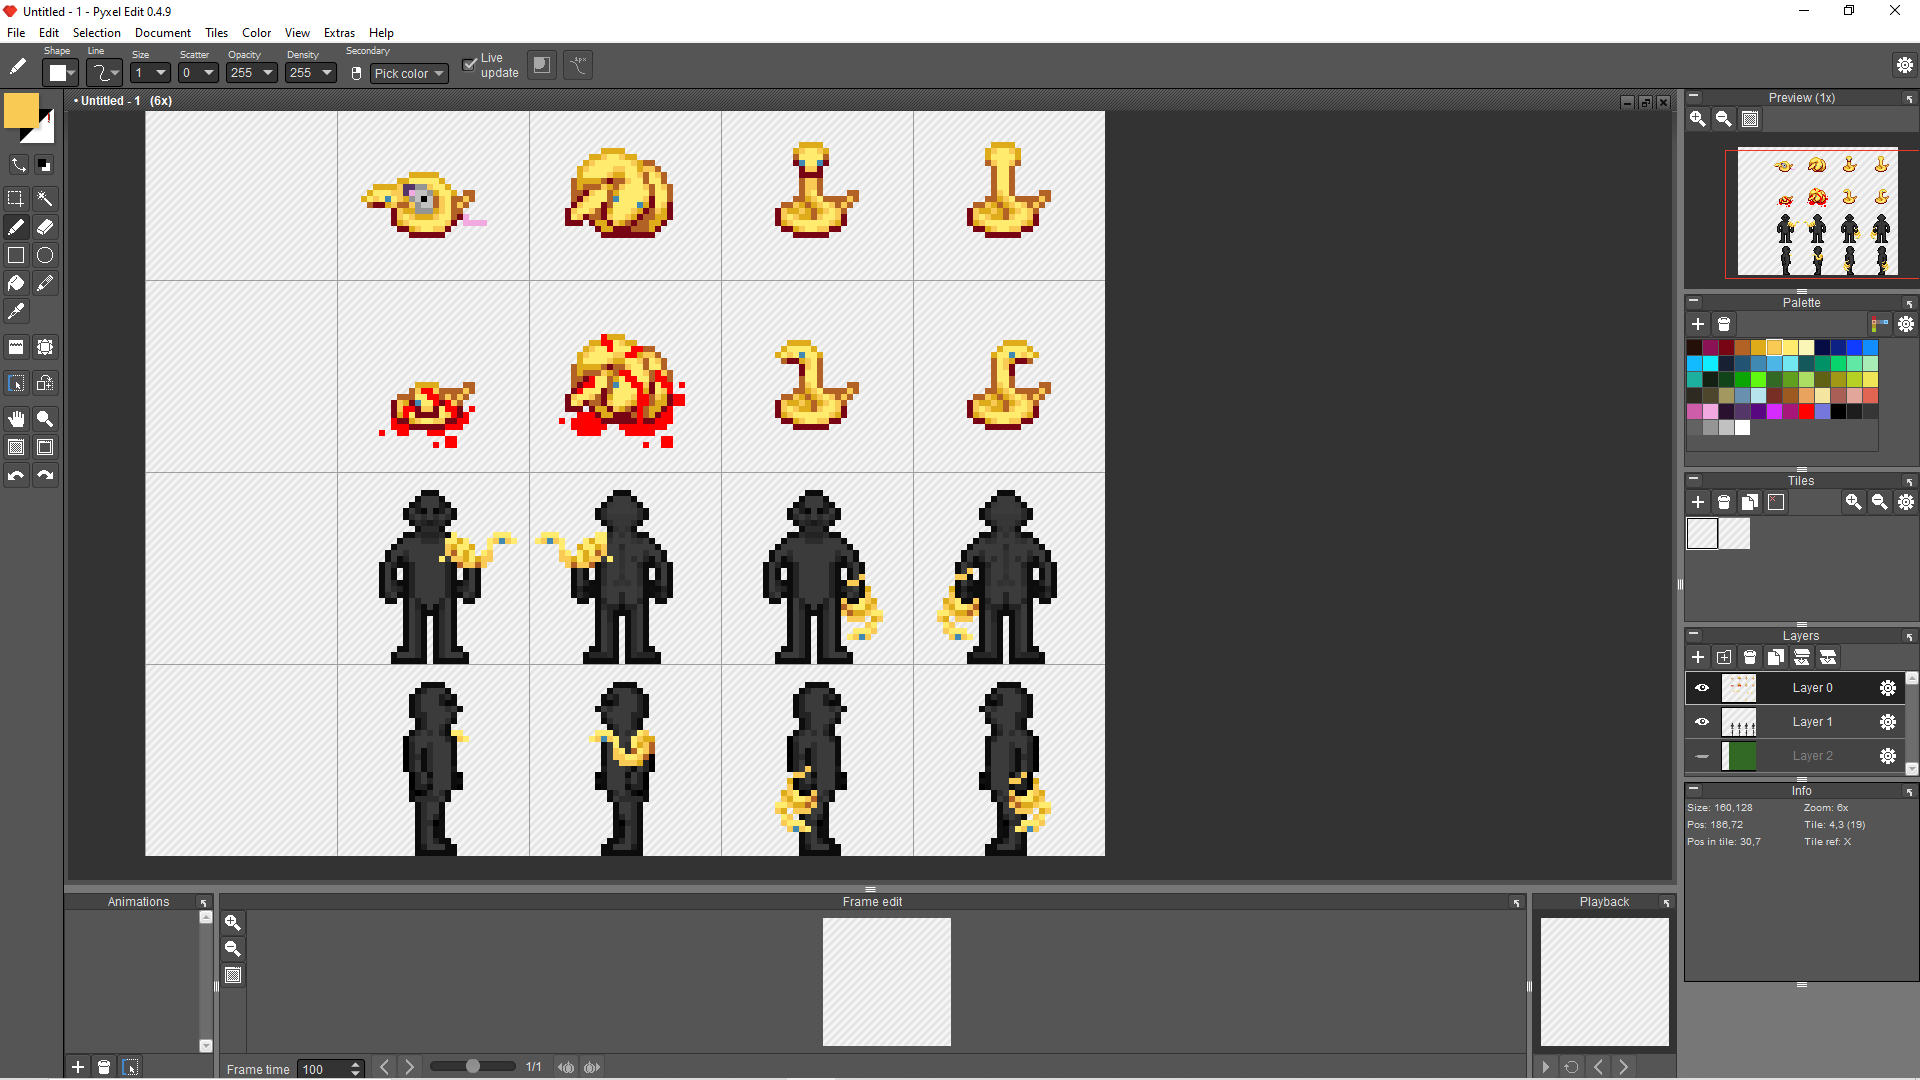 Untitled - 1 - Pyxel Edit 0.4.9
File Edit Selection Document Tiles Color View Extras Help
Shape Line Size Scatter Opacity Density Secondary
1 0 255 255 Pick color Live update
• Untitled - 1 (6x)
Preview (1x)
Palette
Tiles
Layers
Layer 0
Layer 1
Layer 2
Info
Size: 160,128 Zoom: 6x
Pos: 186,72 Tile: 4,3 (19)
Pos in tile: 30,7 Tile ref: X
Animations Frame edit Playback
Frame time 100 1/1